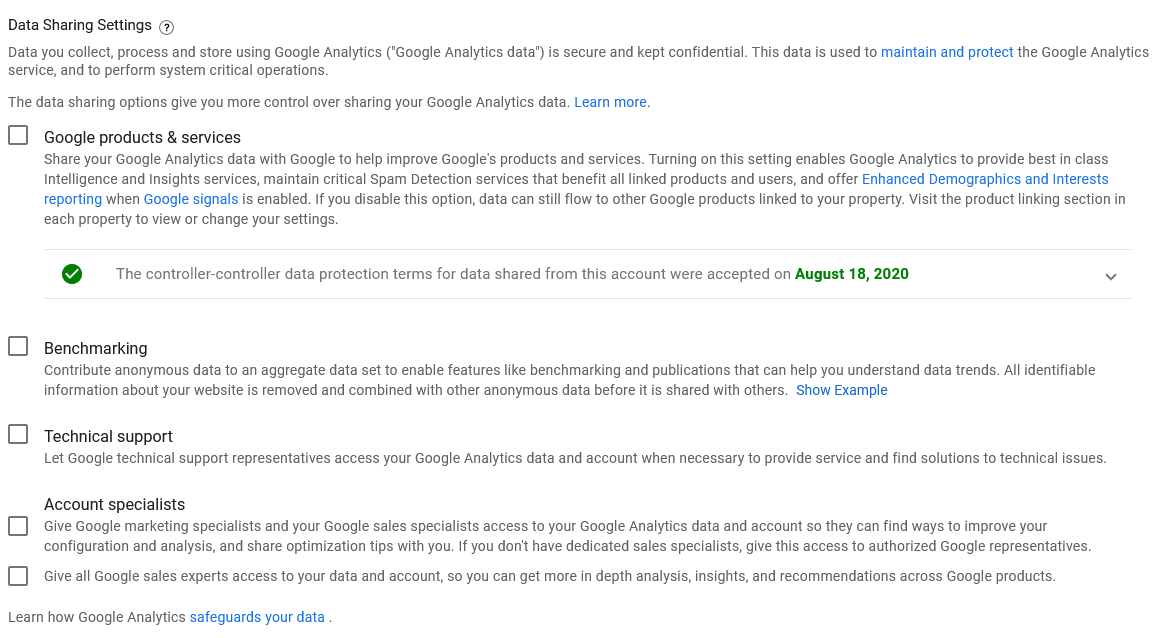 Data Sharing Settings ?
Data you collect, process and store using Google Analytics ("Google Analytics data") is secure and kept confidential. This data is used to maintain and protect the Google Analytics
service, and to perform system critical operations.
The data sharing options give you more control over sharing your Google Analytics data. Learn more.
Google products & services
Share your Google Analytics data with Google to help improve Google's products and services. Turning on this setting enables Google Analytics to provide best in class
Intelligence and Insights services, maintain critical Spam Detection services that benefit all linked products and users, and offer Enhanced Demographics and Interests
reporting when Google signals is enabled. If you disable this option, data can still flow to other Google products linked to your property. Visit the product linking section in
each property to view or change your settings.
The controller-controller data protection terms for data shared from this account were accepted on August 18, 2020
Benchmarking
Contribute anonymous data to an aggregate data set to enable features like benchmarking and publications that can help you understand data trends. All identifiable
information about your website is removed and combined with other anonymous data before it is shared with others. Show Example
Technical support
Let Google technical support representatives access your Google Analytics data and account when necessary to provide service and find solutions to technical issues.
Account specialists
Give Google marketing specialists and your Google sales specialists access to your Google Analytics data and account so they can find ways to improve your
configuration and analysis, and share optimization tips with you. If you don't have dedicated sales specialists, give this access to authorized Google representatives.
Give all Google sales experts access to your data and account, so you can get more in depth analysis, insights, and recommendations across Google products.
Learn how Google Analytics safeguards your data .